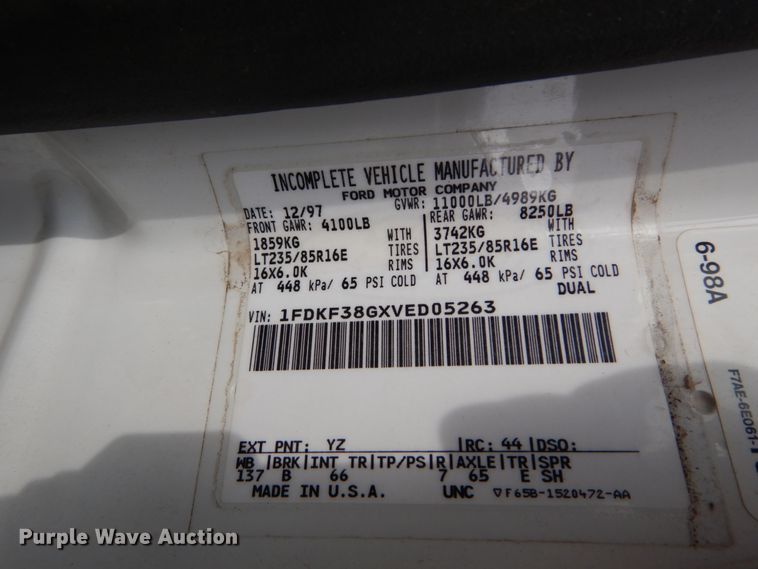 INCOMPLETE VEHICLE MANUFACTURED BY
FORD MOTOR COMPANY
DATE: 12/97 GVWR: 11000LB/4989KG
FRONT GAWR: 4100LB REAR GAWR: 8250LB
1859KG WITH 3742KG WITH
LT235/85R16E TIRES LT235/85R16E TIRES
16X6.0K RIMS 16X6.0K RIMS
AT 448 kPa/ 65 PSI COLD AT 448 kPa/ 65 PSI COLD
DUAL
VIN: 1FDKF38GXVED05263
EXT PNT: YZ |RC: 44 |DSO:
WB |BRK|INT TR|TP/PS|R|AXLE|TR|SPR
137 B 66 7 65 E SH
MADE IN U.S.A. UNC ▽F65B-1520472-AA
6-98A
F7AE-6E061-
Purple Wave Auction